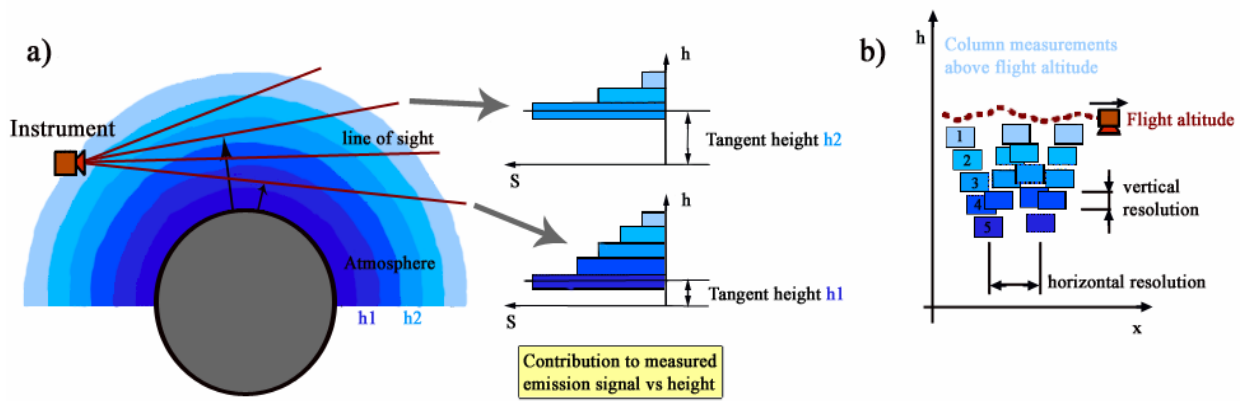 a)
Instrument
line of sight
Atmosphere
h1
h2
h
Tangent height h2
S
h
Tangent height h1
S
Contribution to measured
emission signal vs height
b)
h
Column measurements
above flight altitude
Flight altitude
1
2
3
4
5
vertical
resolution
horizontal resolution
x